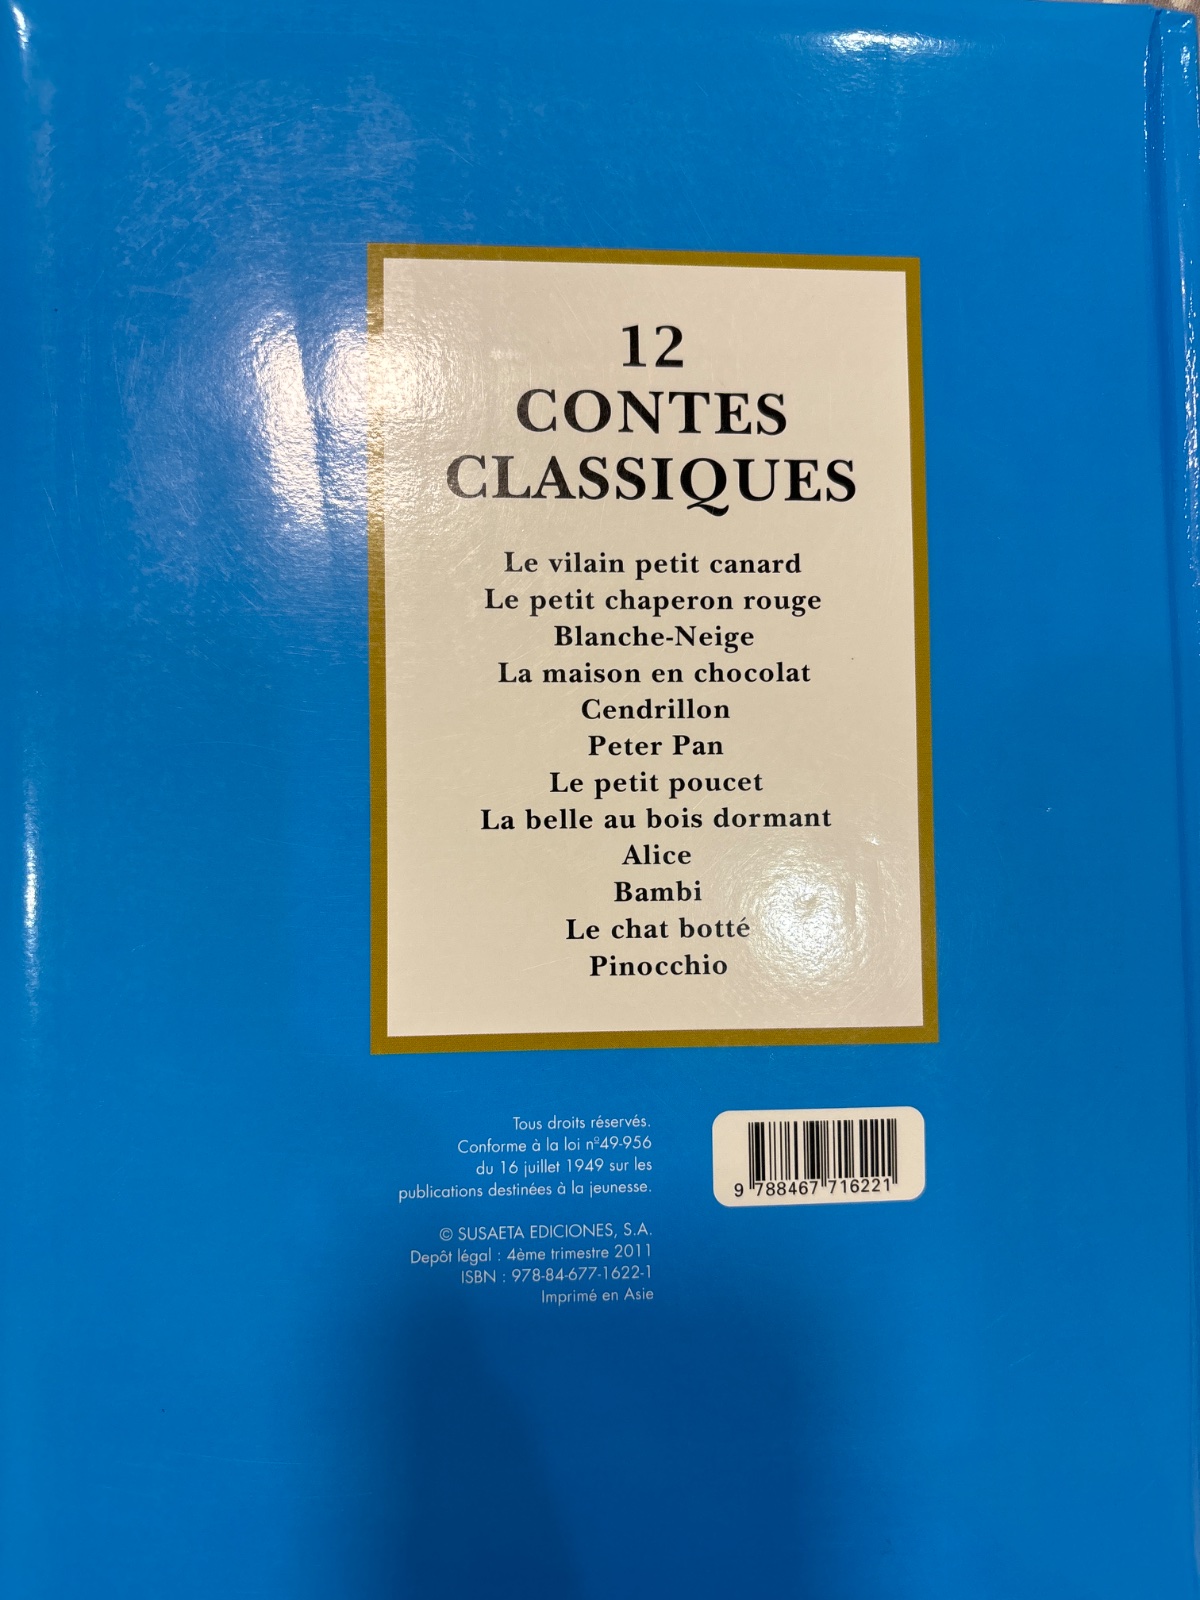 12
CONTES
CLASSIQUES
Le vilain petit canard
Le petit chaperon rouge
Blanche-Neige
La maison en chocolat
Cendrillon
Peter Pan
Le petit poucet
La belle au bois dormant
Alice
Bambi
Le chat botté
Pinocchio
Tous droits réservés.
Conforme à la loi nº49-956
du 16 juillet 1949 sur les
publications destinées à la jeunesse.
© SUSAETA EDICIONES, S.A.
Depôt légal : 4ème trimestre 2011
ISBN : 978-84-677-1622-1
Imprimé en Asie
9 788467 716221